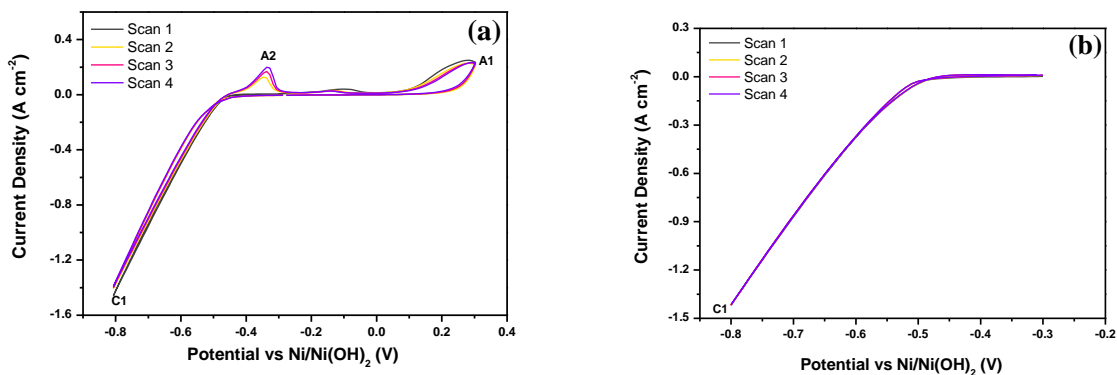 (a)
Scan 1
Scan 2
Scan 3
Scan 4
A2
A1
C1
0.4
0.0
-0.4
-0.8
-1.2
-1.6
Current Density (A cm⁻²)
-0.8 -0.6 -0.4 -0.2 0.0 0.2 0.4
Potential vs Ni/Ni(OH)₂ (V)
(b)
Scan 1
Scan 2
Scan 3
Scan 4
C1
0.3
0.0
-0.3
-0.6
-0.9
-1.2
-1.5
Current Density (A cm⁻²)
-0.8 -0.7 -0.6 -0.5 -0.4 -0.3 -0.2
Potential vs Ni/Ni(OH)₂ (V)